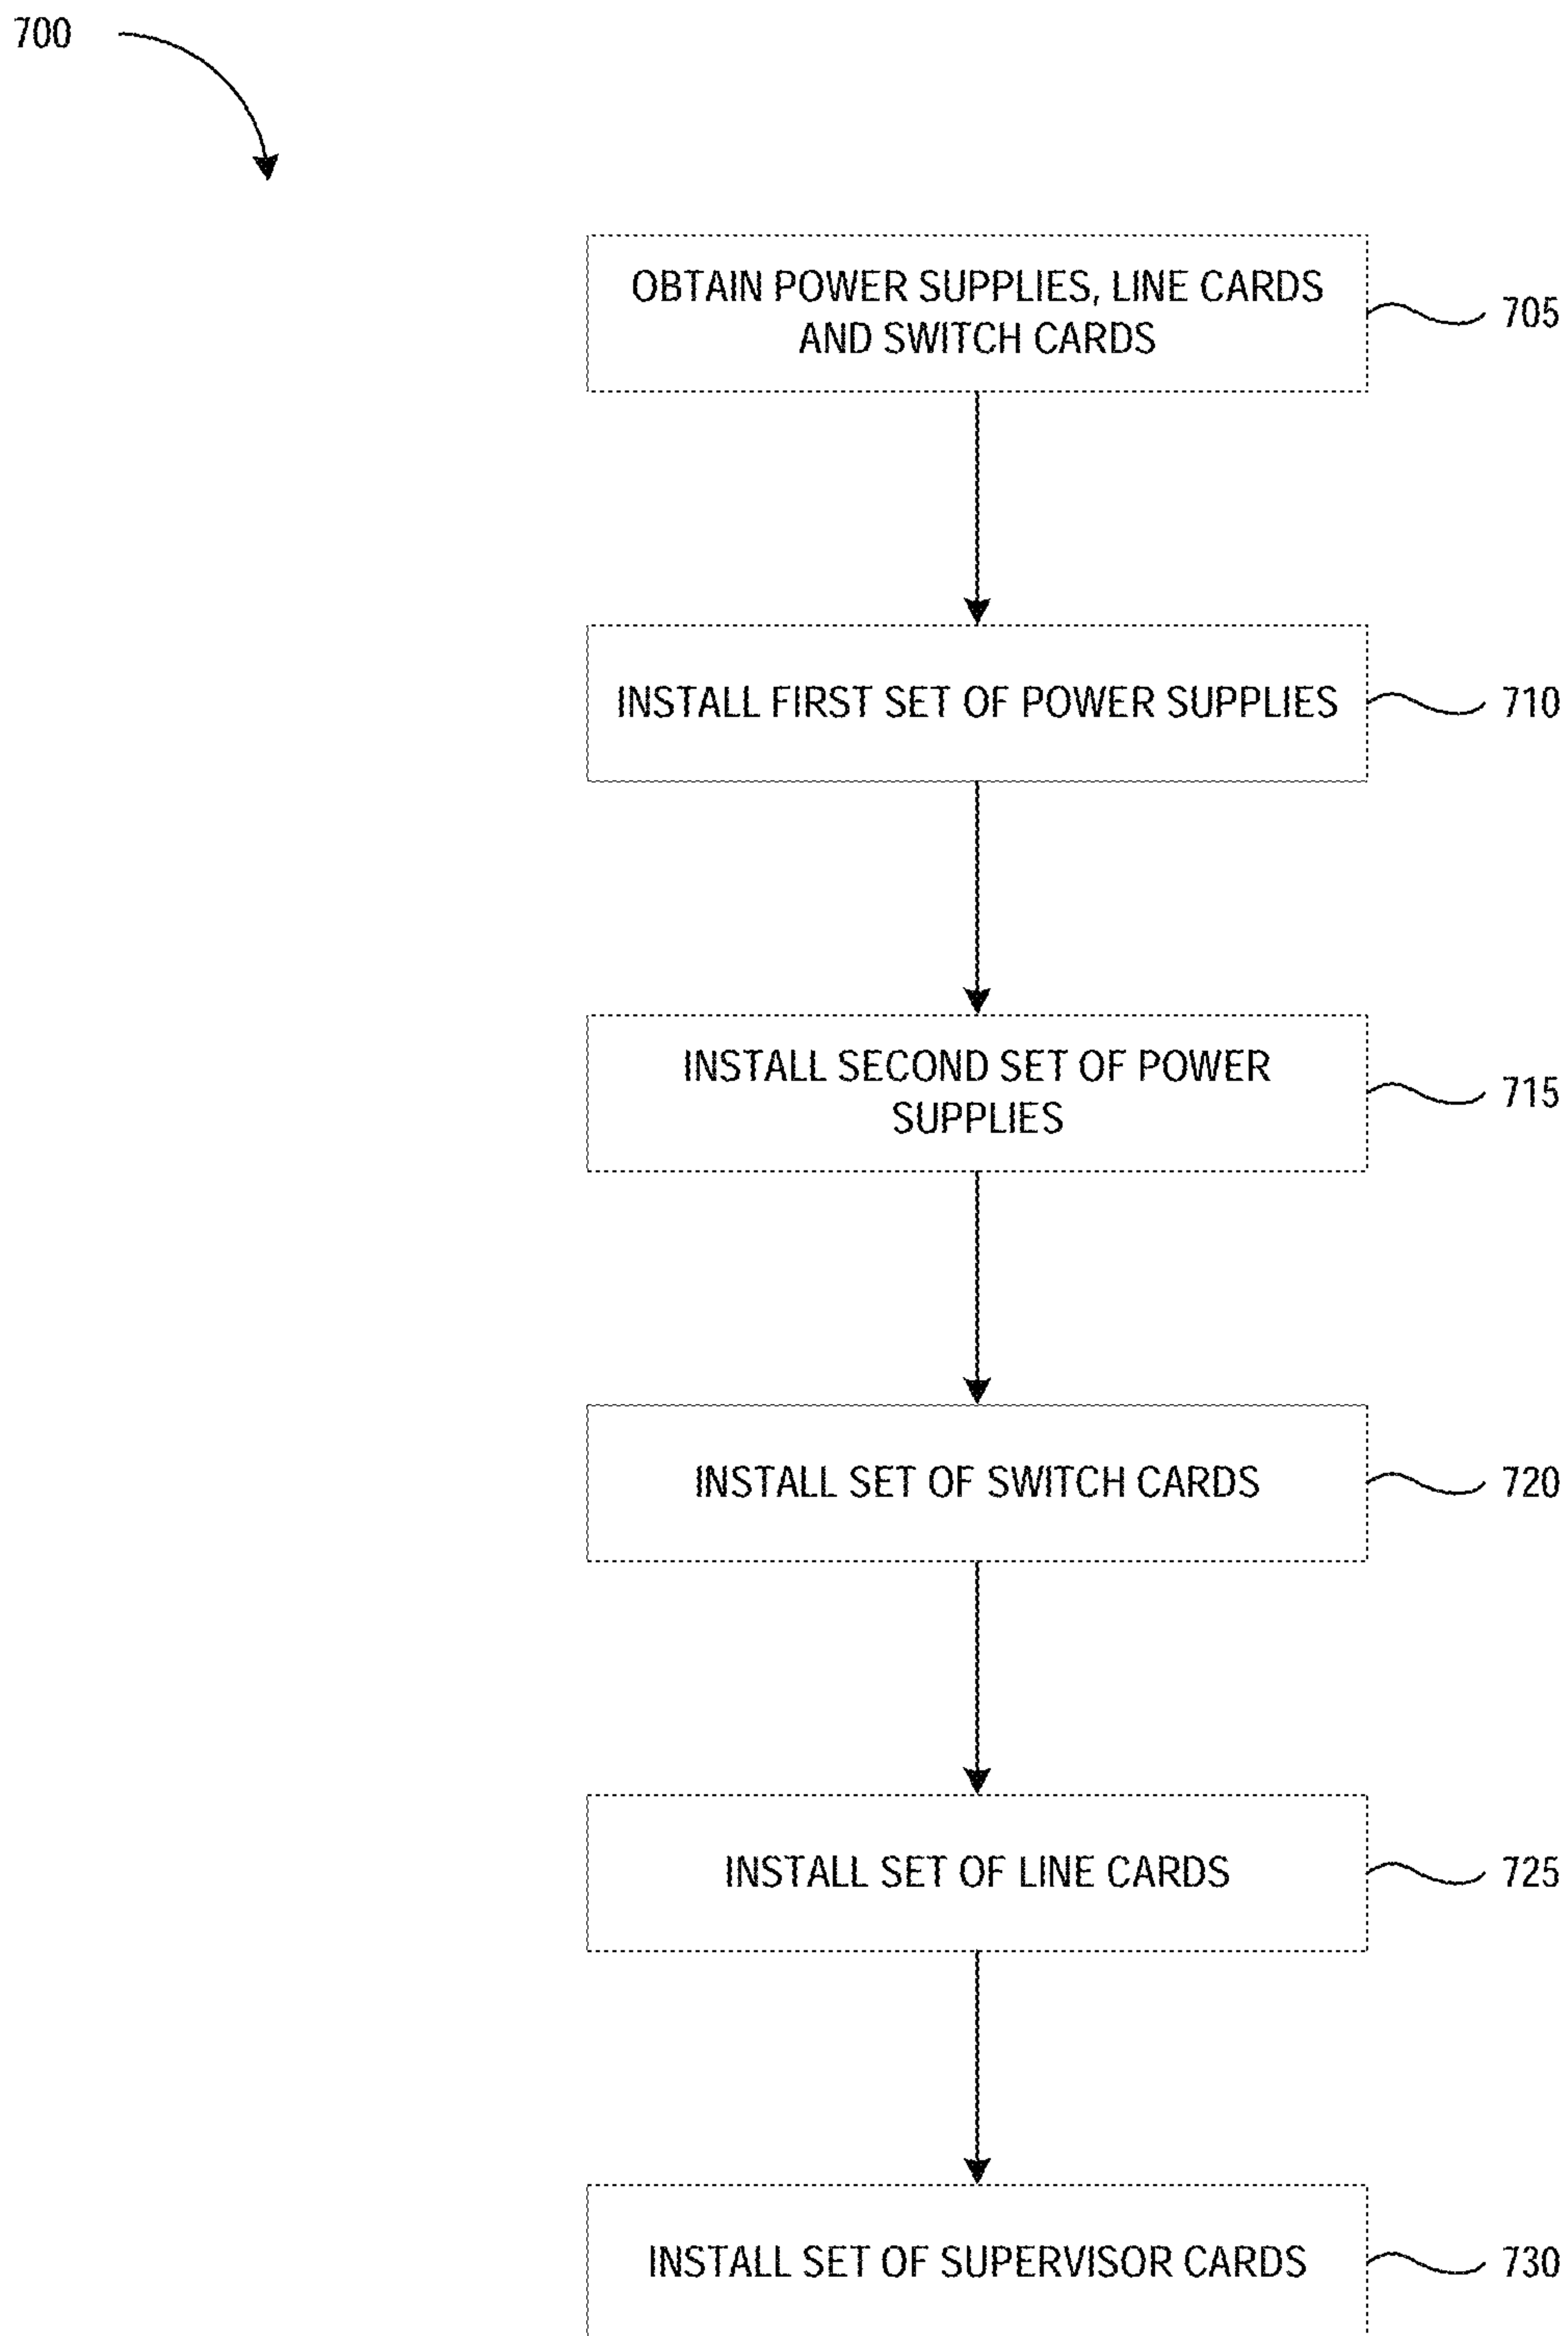 700
OBTAIN POWER SUPPLIES, LINE CARDS
AND SWITCH CARDS
705
INSTALL FIRST SET OF POWER SUPPLIES
710
INSTALL SECOND SET OF POWER
SUPPLIES
715
INSTALL SET OF SWITCH CARDS
720
INSTALL SET OF LINE CARDS
725
INSTALL SET OF SUPERVISOR CARDS
730